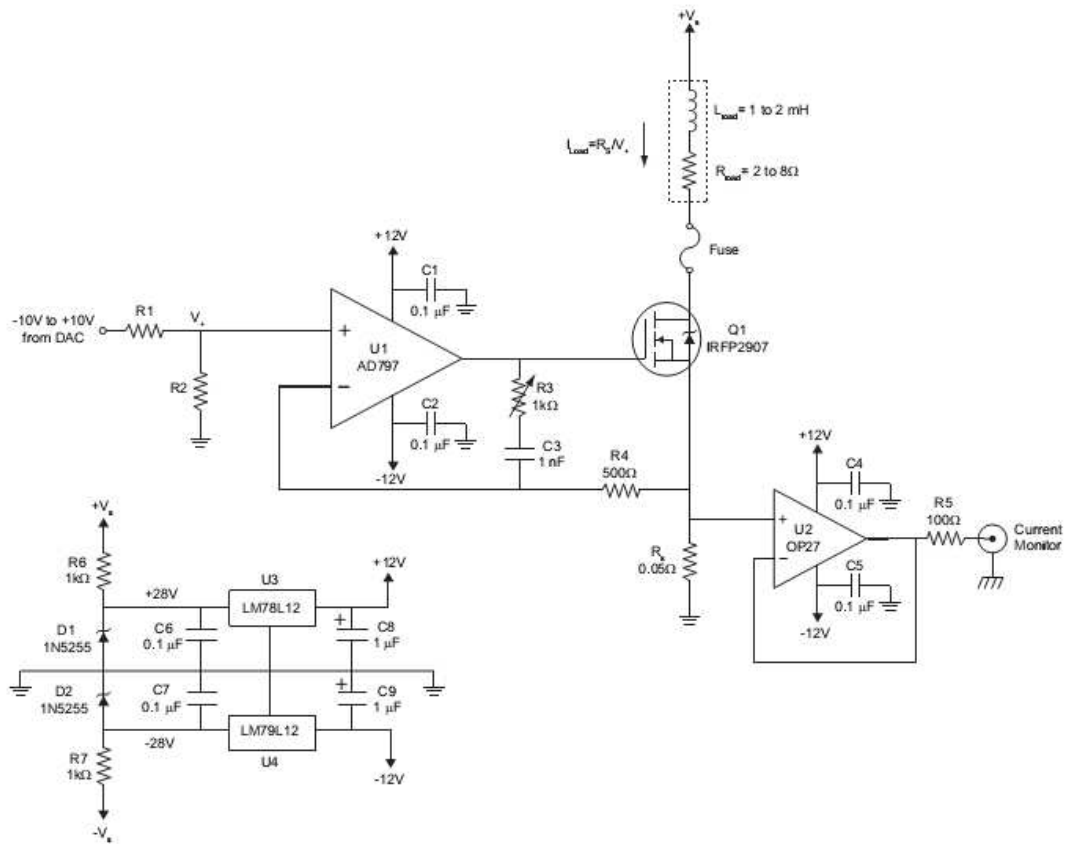 +Vs
Lload= 1 to 2 mH
ILoad=RS/V+
Rload= 2 to 8Ω
Fuse
+12V
C1
0.1 μF
-10V to +10V
from DAC
R1
V+
+
U1
AD797
−
R2
Q1
IRFP2907
R3
1kΩ
C2
0.1 μF
-12V
C3
1 nF
R4
500Ω
+12V
C4
0.1 μF
+
U2
OP27
−
R5
100Ω
Current
Monitor
Rs
0.05Ω
C5
0.1 μF
-12V
+Vs
R6
1kΩ
+28V
U3
LM78L12
+12V
D1
1N5255
C6
0.1 μF
+
C8
1 μF
D2
1N5255
C7
0.1 μF
+
C9
1 μF
-28V
LM79L12
U4
R7
1kΩ
-12V
-Vs